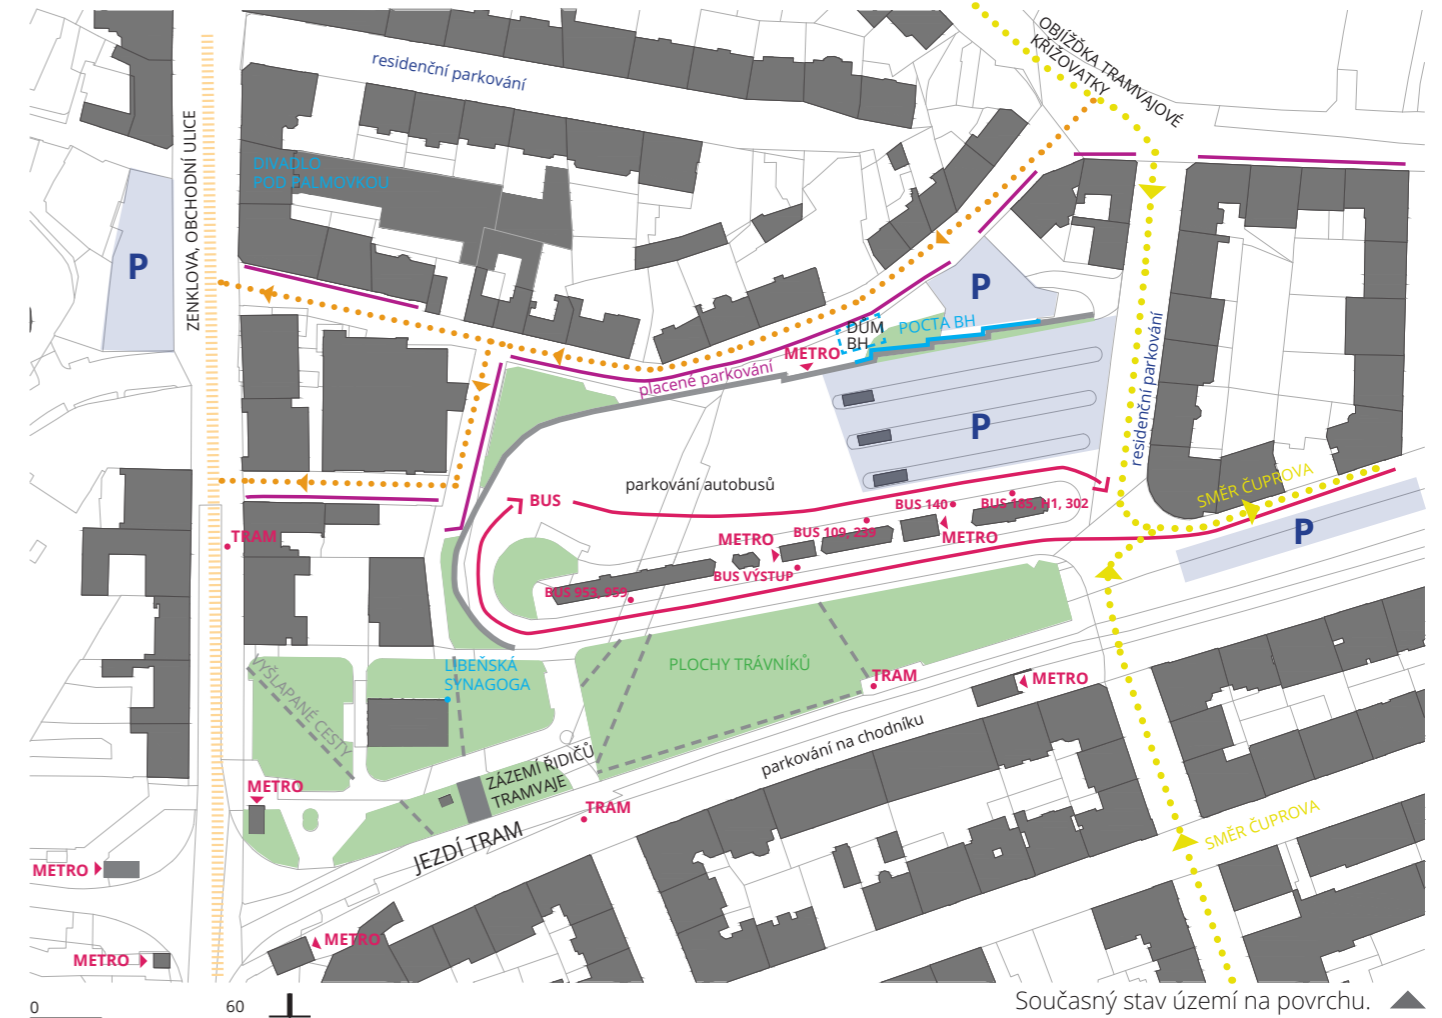 OBJÍŽĎKA TRAMVAJOVÉ
KŘIŽOVATKY
residenční parkování
ZENKLOVA, OBCHODNÍ ULICE
DIVADLO
POD PALMOVKOU
P
P
DŮM
BH
POCTA BH
METRO
placené parkování
residenční parkování
P
parkování autobusů
BUS
BUS 140
BUS 185, H1, 302
SMĚR ČUPROVA
P
TRAM
METRO
BUS 109, 239
METRO
BUS VÝSTUP
BUS 953, 959
VYŠLAPANÉ CESTY
LIBEŇSKÁ
SYNAGOGA
PLOCHY TRÁVNÍKŮ
TRAM
METRO
parkování na chodníku
ZÁZEMÍ ŘIDIČŮ
TRAMVAJE
METRO
TRAM
JEZDÍ TRAM
SMĚR ČUPROVA
METRO
METRO
METRO
0
60
Současný stav území na povrchu.